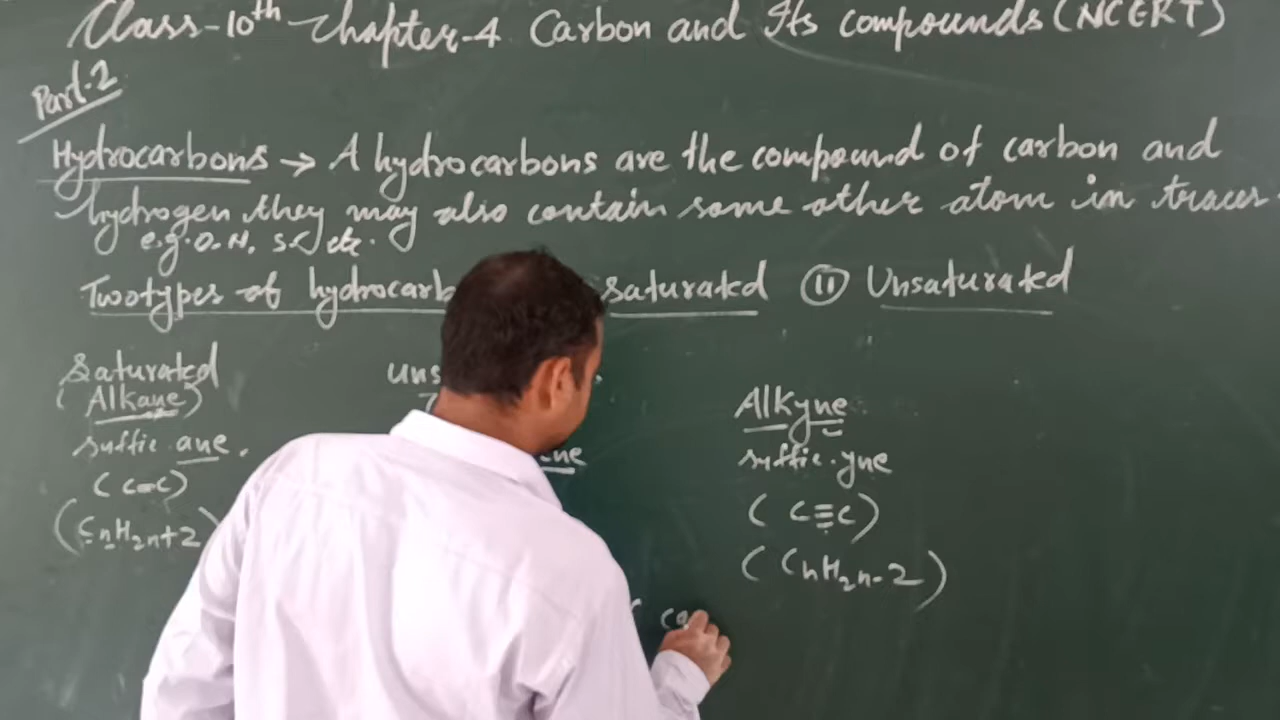 Class-10th Chapter-4 Carbon and Its compounds (NCERT)
Part-2
Hydrocarbons → A hydrocarbons are the compound of carbon and
hydrogen they may also contain some other atom in traces.
e.g. O. N. S. etc.
Two types of hydrocarb saturated (ii) Unsaturated
Saturated
(Alkane)
suffic ane.
(C-C)
(CnH2n+2)
uns
ene
Alkyne
suffic. yne
(C≡C)
(CnH2n-2)